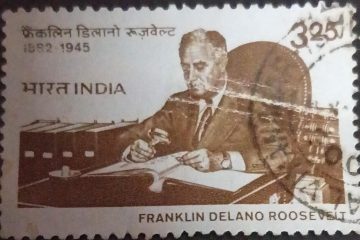 फ्रैंकलिन डिलानो रूज़वेल्ट
1882-1945
325
भारत INDIA
FRANKLIN DELANO ROOSEVELT